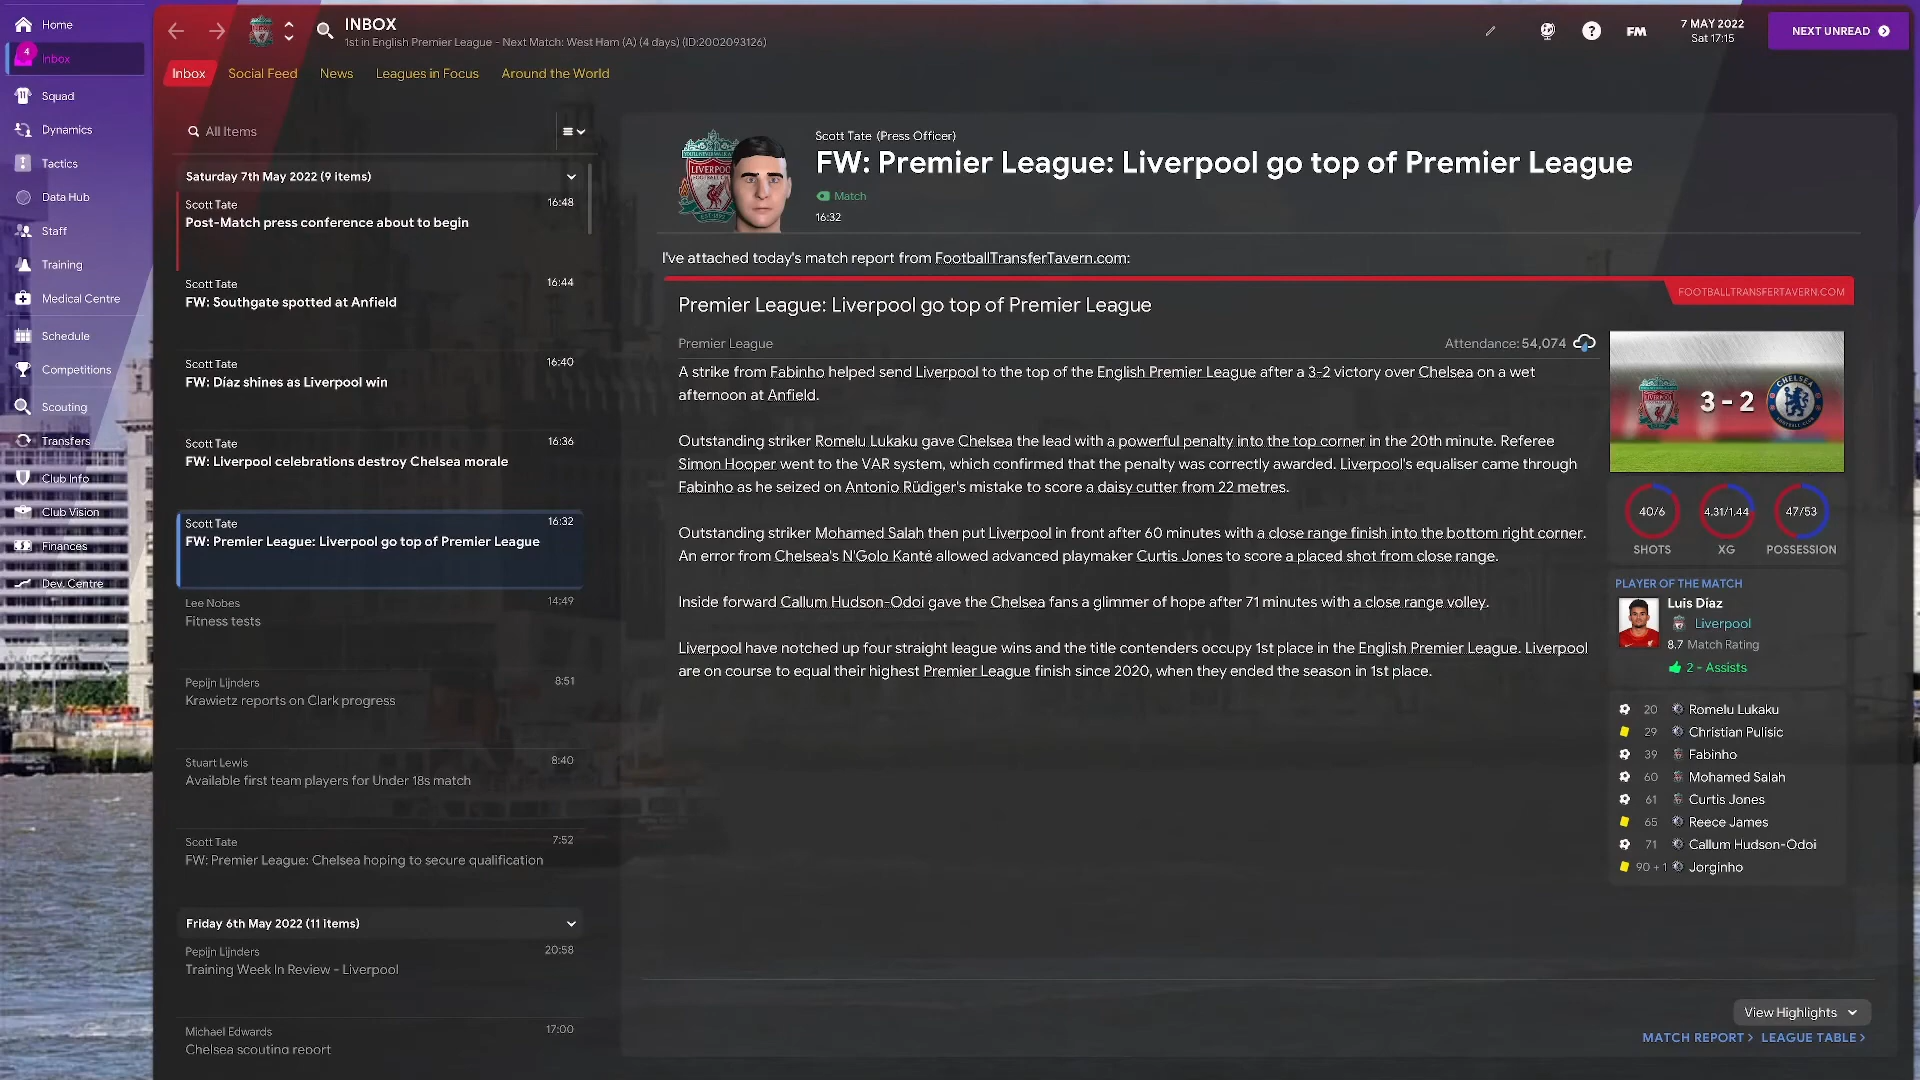 Home
4
Inbox
Squad
Dynamics
Tactics
Data Hub
Staff
Training
Medical Centre
Schedule
Competitions
Scouting
Transfers
Club Info
Club Vision
Finances
Dev. Centre
INBOX
1st in English Premier League - Next Match: West Ham (A) (4 days) (ID:2002093126)
FM
7 MAY 2022
Sat 17:15
NEXT UNREAD
Inbox Social Feed News Leagues in Focus Around the World
All Items
Saturday 7th May 2022 (9 items)
Scott Tate 16:48
Post-Match press conference about to begin
Scott Tate 16:44
FW: Southgate spotted at Anfield
Scott Tate 16:40
FW: Díaz shines as Liverpool win
Scott Tate 16:36
FW: Liverpool celebrations destroy Chelsea morale
Scott Tate 16:32
FW: Premier League: Liverpool go top of Premier League
Lee Nobes 14:49
Fitness tests
Pepijn Lijnders 8:51
Krawietz reports on Clark progress
Stuart Lewis 8:40
Available first team players for Under 18s match
Scott Tate 7:52
FW: Premier League: Chelsea hoping to secure qualification
Friday 6th May 2022 (11 items)
Pepijn Lijnders 20:58
Training Week In Review - Liverpool
Michael Edwards 17:00
Chelsea scouting report
Scott Tate (Press Officer)
FW: Premier League: Liverpool go top of Premier League
Match
16:32
I've attached today's match report from FootballTransferTavern.com:
FOOTBALLTRANSFERTAVERN.COM
Premier League: Liverpool go top of Premier League
Premier League Attendance: 54,074
A strike from Fabinho helped send Liverpool to the top of the English Premier League after a 3-2 victory over Chelsea on a wet
afternoon at Anfield.
Outstanding striker Romelu Lukaku gave Chelsea the lead with a powerful penalty into the top corner in the 20th minute. Referee
Simon Hooper went to the VAR system, which confirmed that the penalty was correctly awarded. Liverpool's equaliser came through
Fabinho as he seized on Antonio Rüdiger's mistake to score a daisy cutter from 22 metres.
Outstanding striker Mohamed Salah then put Liverpool in front after 60 minutes with a close range finish into the bottom right corner.
An error from Chelsea's N'Golo Kanté allowed advanced playmaker Curtis Jones to score a placed shot from close range.
Inside forward Callum Hudson-Odoi gave the Chelsea fans a glimmer of hope after 71 minutes with a close range volley.
Liverpool have notched up four straight league wins and the title contenders occupy 1st place in the English Premier League. Liverpool
are on course to equal their highest Premier League finish since 2020, when they ended the season in 1st place.
3 - 2
40/6 4.31/1.44 47/53
SHOTS XG POSSESSION
PLAYER OF THE MATCH
Luis Díaz
Liverpool
8.7 Match Rating
2 - Assists
20 Romelu Lukaku
29 Christian Pulisic
39 Fabinho
60 Mohamed Salah
61 Curtis Jones
65 Reece James
71 Callum Hudson-Odoi
90 + 1 Jorginho
View Highlights
MATCH REPORT > LEAGUE TABLE >